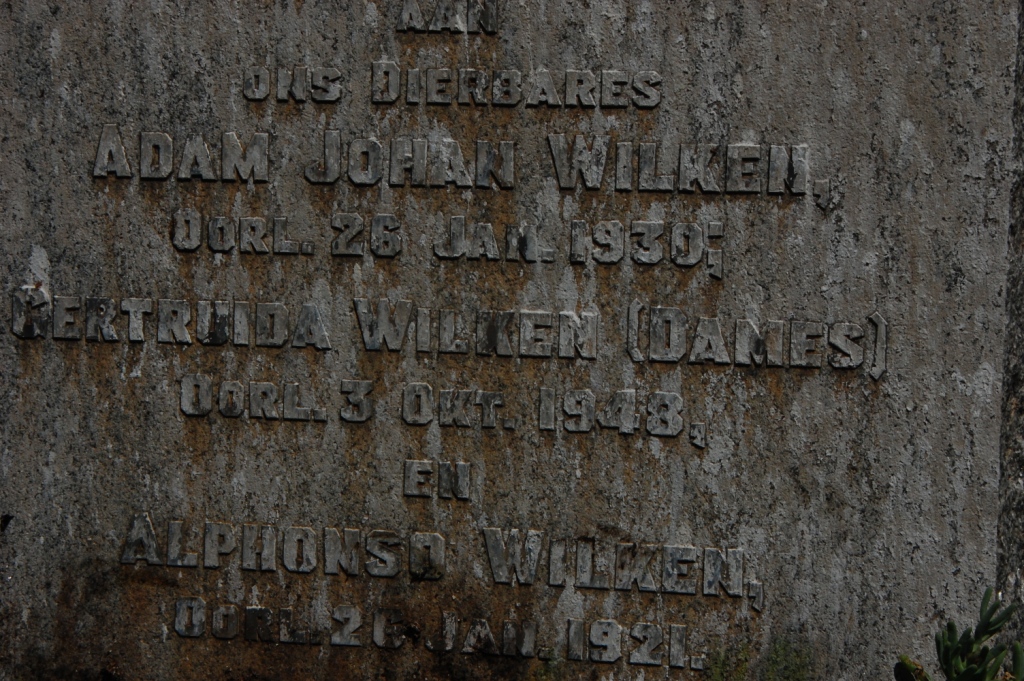 AAN
ONS DIERBARES
ADAM JOHAN WILKEN,
OORL. 26 JAN. 1930;
GERTRUIDA WILKEN (DAMES)
OORL. 3 OKT. 1948,
EN
ALPHONSO WILKEN,
OORL. 26 JAN. 1921.